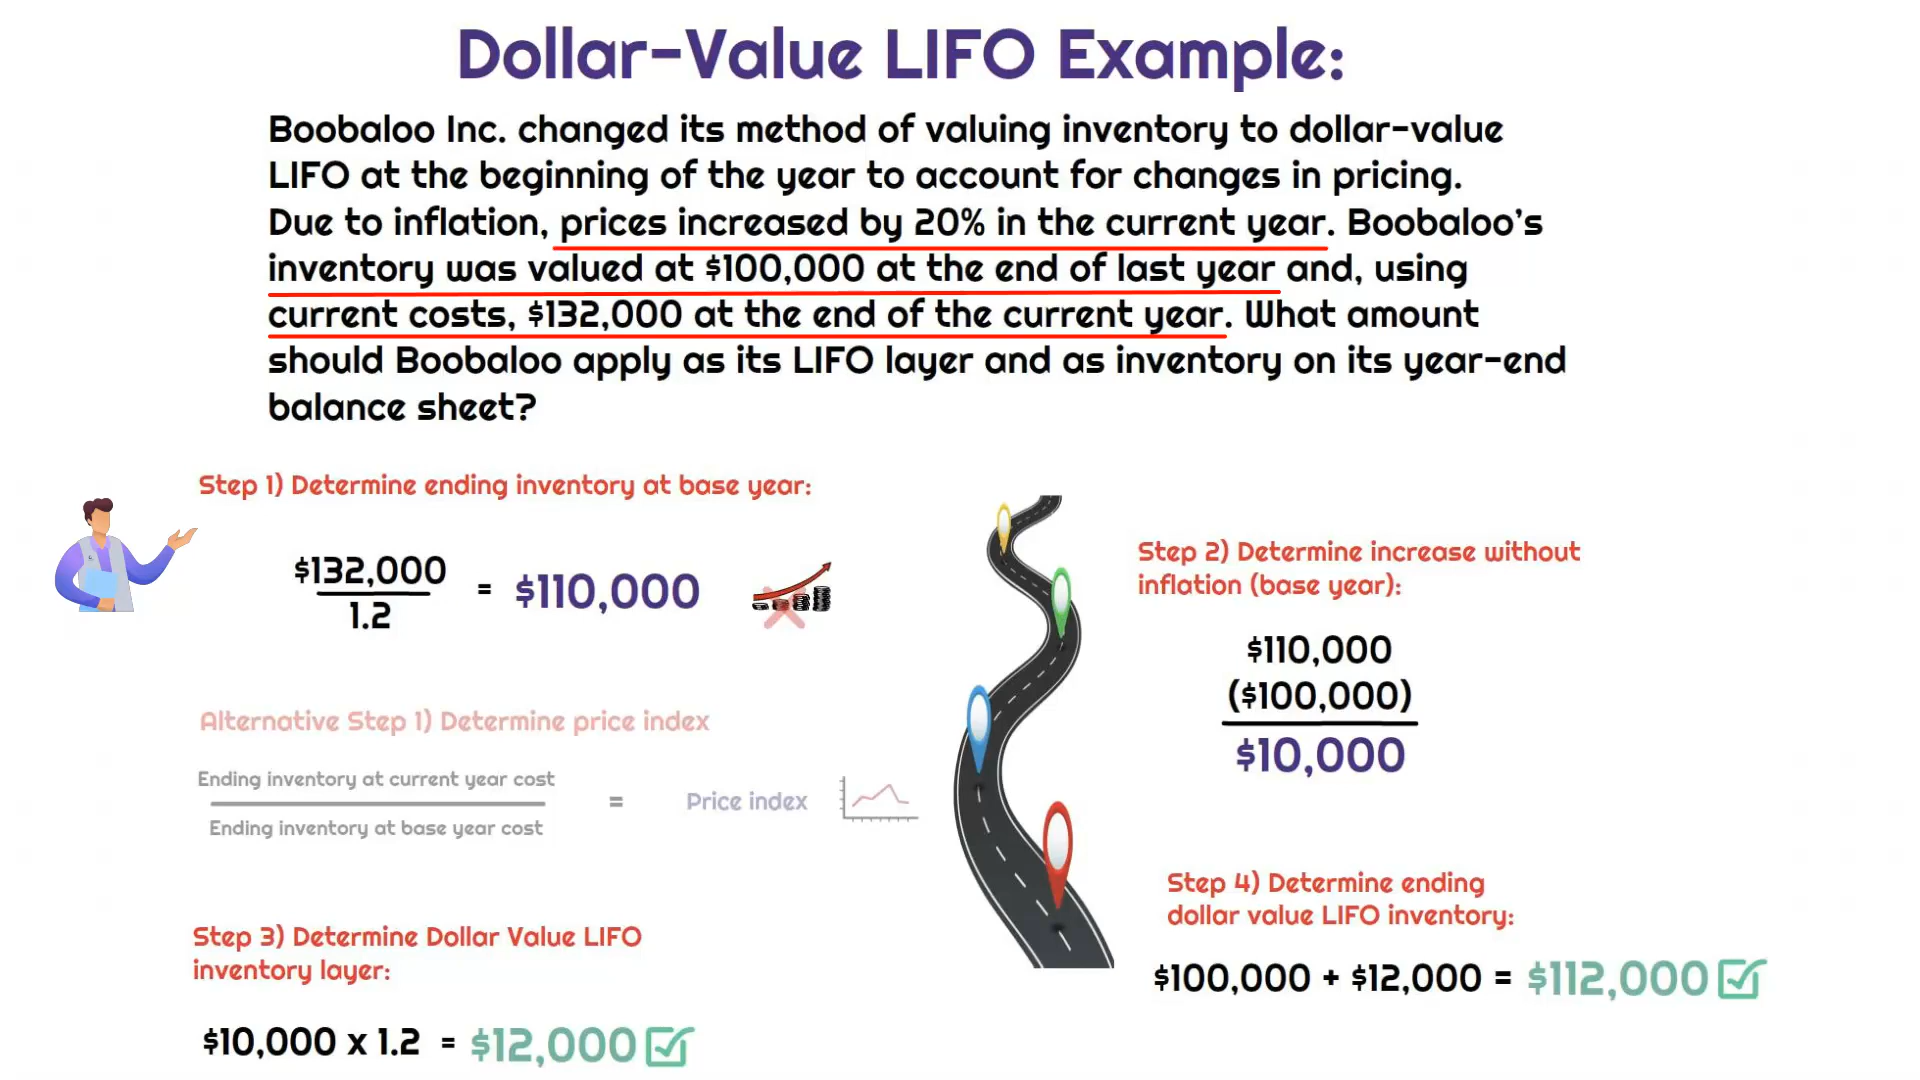 Dollar-Value LIFO Example:
Boobaloo Inc. changed its method of valuing inventory to dollar-value
LIFO at the beginning of the year to account for changes in pricing.
Due to inflation, prices increased by 20% in the current year. Boobaloo's
inventory was valued at $100,000 at the end of last year and, using
current costs, $132,000 at the end of the current year. What amount
should Boobaloo apply as its LIFO layer and as inventory on its year-end
balance sheet?
Step 1) Determine ending inventory at base year:
$132,000
1.2
= $110,000
Alternative Step 1) Determine price index
Ending inventory at current year cost
Ending inventory at base year cost
= Price index
Step 2) Determine increase without
inflation (base year):
$110,000
($100,000)
$10,000
Step 3) Determine Dollar Value LIFO
inventory layer:
$10,000 x 1.2 = $12,000
Step 4) Determine ending
dollar value LIFO inventory:
$100,000 + $12,000 = $112,000